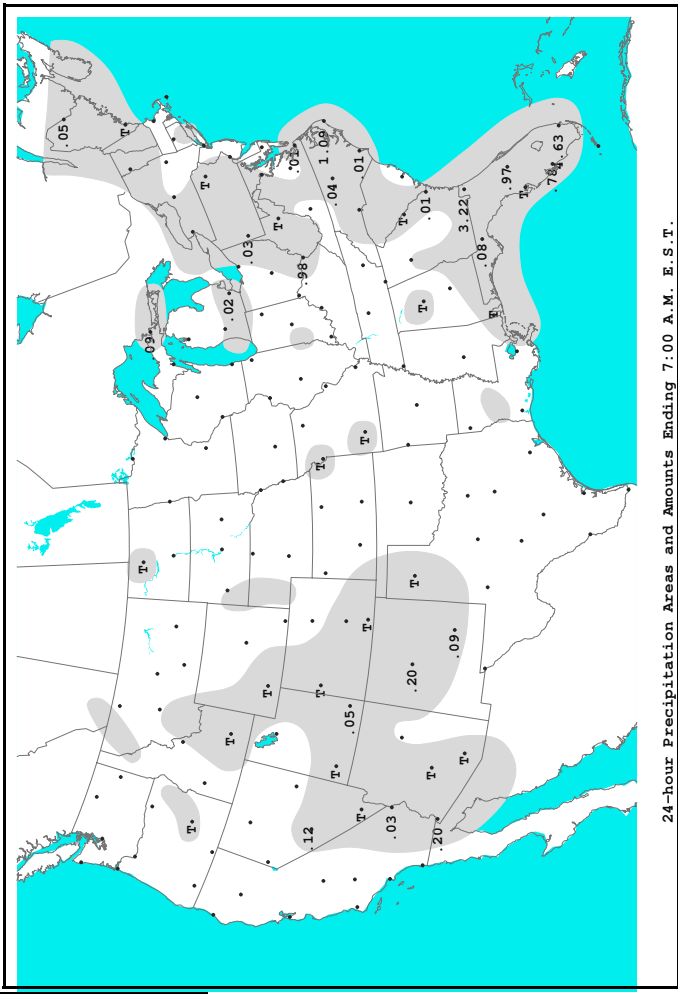 .05
T
T
.09
T
T
.02
T
.03
T
T
.01
.98
.12
T
T
1.09
.04
T
.05
.01
T
T
T
.03
T
.20
T
T
.01
T
.20
.09
3.22
T
.08
T
.97
T
.78
.63
24-hour Precipitation Areas and Amounts Ending 7:00 A.M. E.S.T.